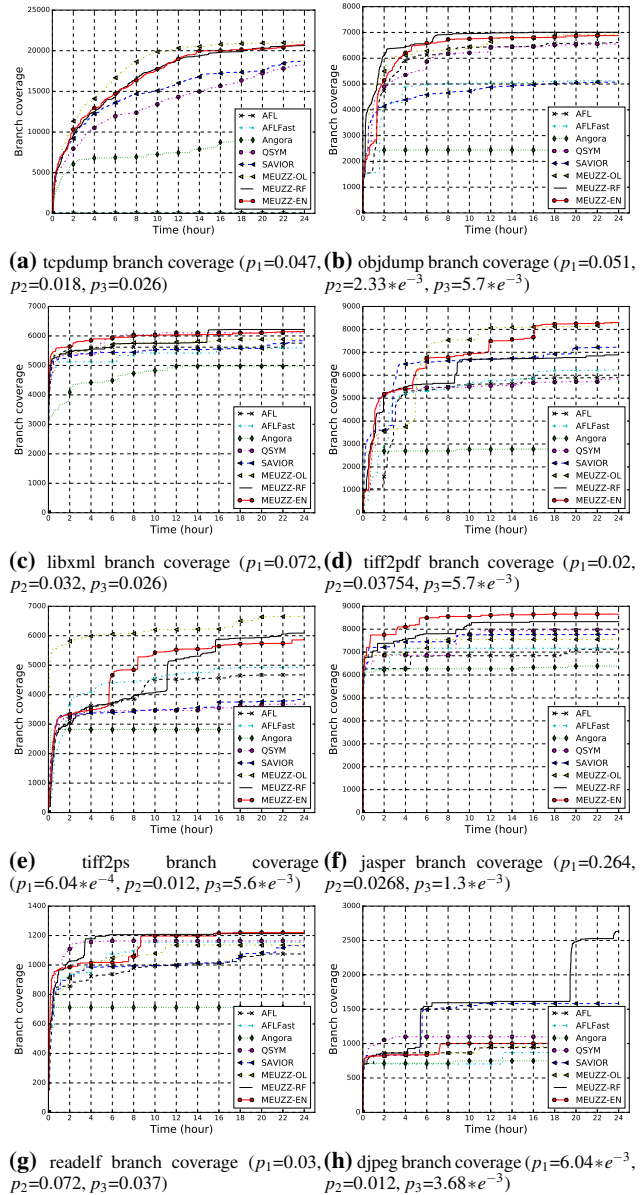 25000
20000
15000
10000
5000
0
Branch coverage
AFL
AFLFast
Angora
QSYM
SAVIOR
MEUZZ-OL
MEUZZ-RF
MEUZZ-EN
0 2 4 6 8 10 12 14 16 18 20 22 24
Time (hour)
8000
7000
6000
5000
4000
3000
2000
1000
0
Branch coverage
AFL
AFLFast
Angora
QSYM
SAVIOR
MEUZZ-OL
MEUZZ-RF
MEUZZ-EN
0 2 4 6 8 10 12 14 16 18 20 22 24
Time (hour)
(a) tcpdump branch coverage (p1=0.047,
p2=0.018, p3=0.026)
(b) objdump branch coverage (p1=0.051,
p2=2.33*e−3, p3=5.7*e−3)
7000
6000
5000
4000
3000
2000
1000
0
Branch coverage
AFL
AFLFast
Angora
QSYM
SAVIOR
MEUZZ-OL
MEUZZ-RF
MEUZZ-EN
0 2 4 6 8 10 12 14 16 18 20 22 24
Time (hour)
9000
8000
7000
6000
5000
4000
3000
2000
1000
0
Branch coverage
AFL
AFLFast
Angora
QSYM
SAVIOR
MEUZZ-OL
MEUZZ-RF
MEUZZ-EN
0 2 4 6 8 10 12 14 16 18 20 22 24
Time (hour)
(c) libxml branch coverage (p1=0.072,
p2=0.032, p3=0.026)
(d) tiff2pdf branch coverage (p1=0.02,
p2=0.03754, p3=5.7*e−3)
7000
6000
5000
4000
3000
2000
1000
0
Branch coverage
AFL
AFLFast
Angora
QSYM
SAVIOR
MEUZZ-OL
MEUZZ-RF
MEUZZ-EN
0 2 4 6 8 10 12 14 16 18 20 22 24
Time (hour)
9000
8000
7000
6000
5000
4000
3000
2000
1000
0
Branch coverage
AFL
AFLFast
Angora
QSYM
SAVIOR
MEUZZ-OL
MEUZZ-RF
MEUZZ-EN
0 2 4 6 8 10 12 14 16 18 20 22 24
Time (hour)
(e) tiff2ps branch coverage
(p1=6.04*e−4, p2=0.012, p3=5.6*e−3)
(f) jasper branch coverage (p1=0.264,
p2=0.0268, p3=1.3*e−3)
1400
1200
1000
800
600
400
200
0
Branch coverage
AFL
AFLFast
Angora
QSYM
SAVIOR
MEUZZ-OL
MEUZZ-RF
MEUZZ-EN
0 2 4 6 8 10 12 14 16 18 20 22 24
Time (hour)
3000
2500
2000
1500
1000
500
0
Branch coverage
AFL
AFLFast
Angora
QSYM
SAVIOR
MEUZZ-OL
MEUZZ-RF
MEUZZ-EN
0 2 4 6 8 10 12 14 16 18 20 22 24
Time (hour)
(g) readelf branch coverage (p1=0.03,
p2=0.072, p3=0.037)
(h) djpeg branch coverage (p1=6.04*e−3,
p2=0.012, p3=3.68*e−3)